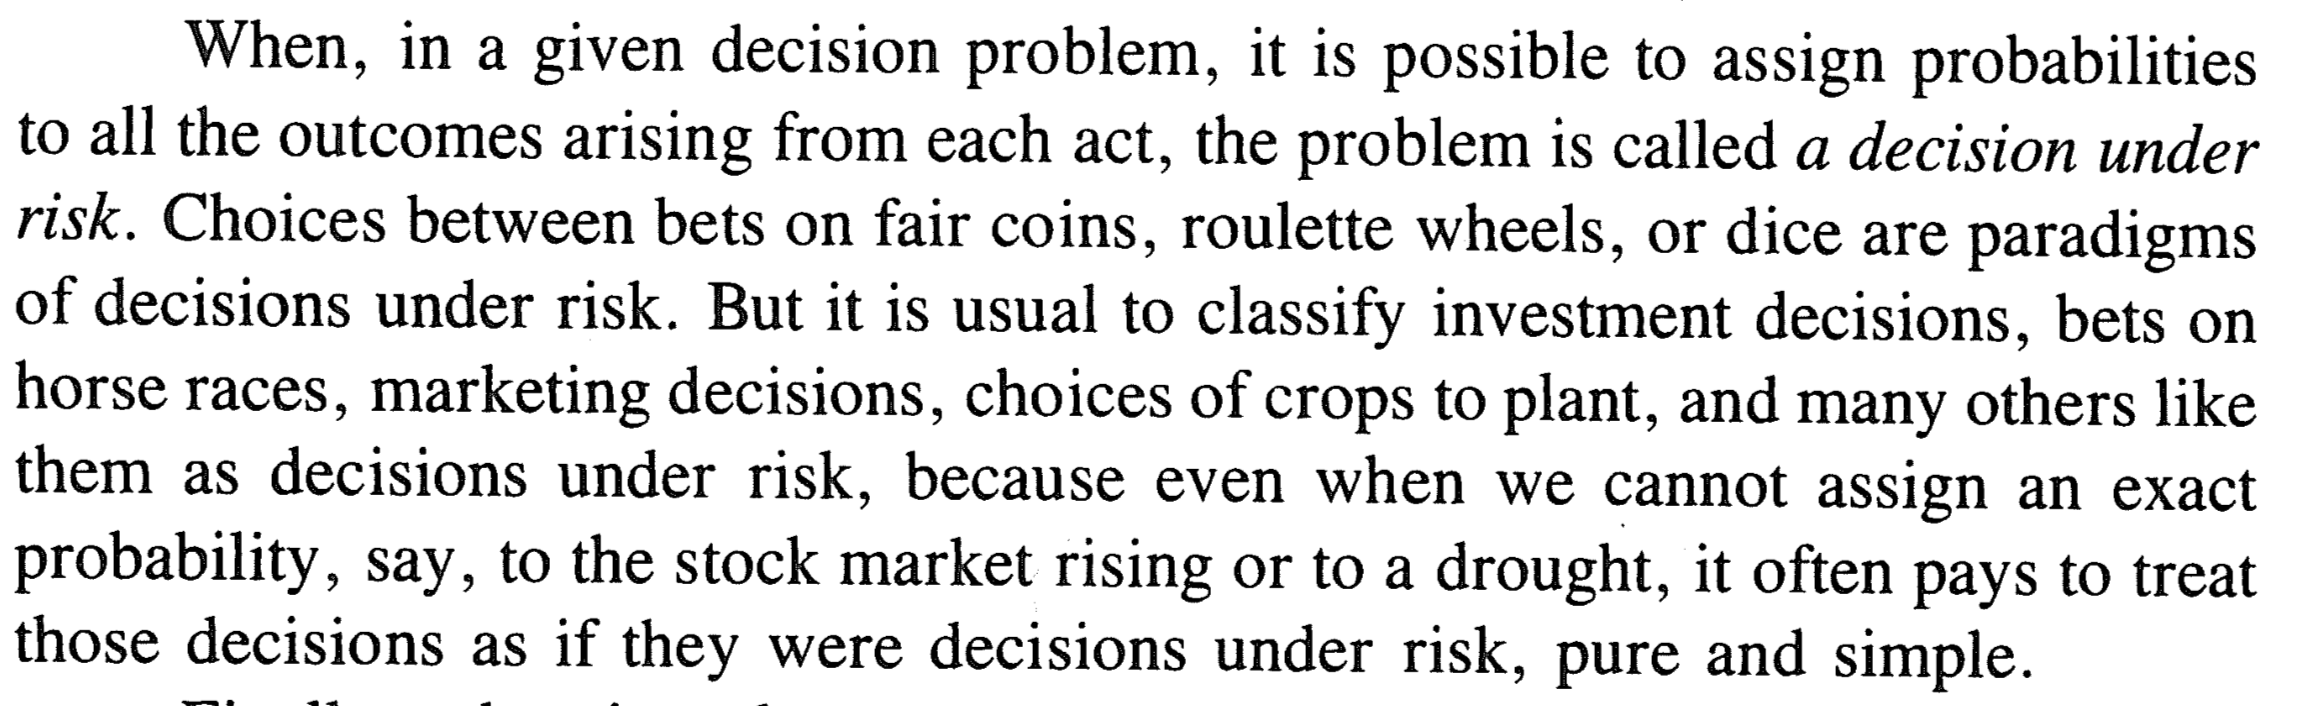 When, in a given decision problem, it is possible to assign probabilities
to all the outcomes arising from each act, the problem is called a decision under
risk. Choices between bets on fair coins, roulette wheels, or dice are paradigms
of decisions under risk. But it is usual to classify investment decisions, bets on
horse races, marketing decisions, choices of crops to plant, and many others like
them as decisions under risk, because even when we cannot assign an exact
probability, say, to the stock market rising or to a drought, it often pays to treat
those decisions as if they were decisions under risk, pure and simple.